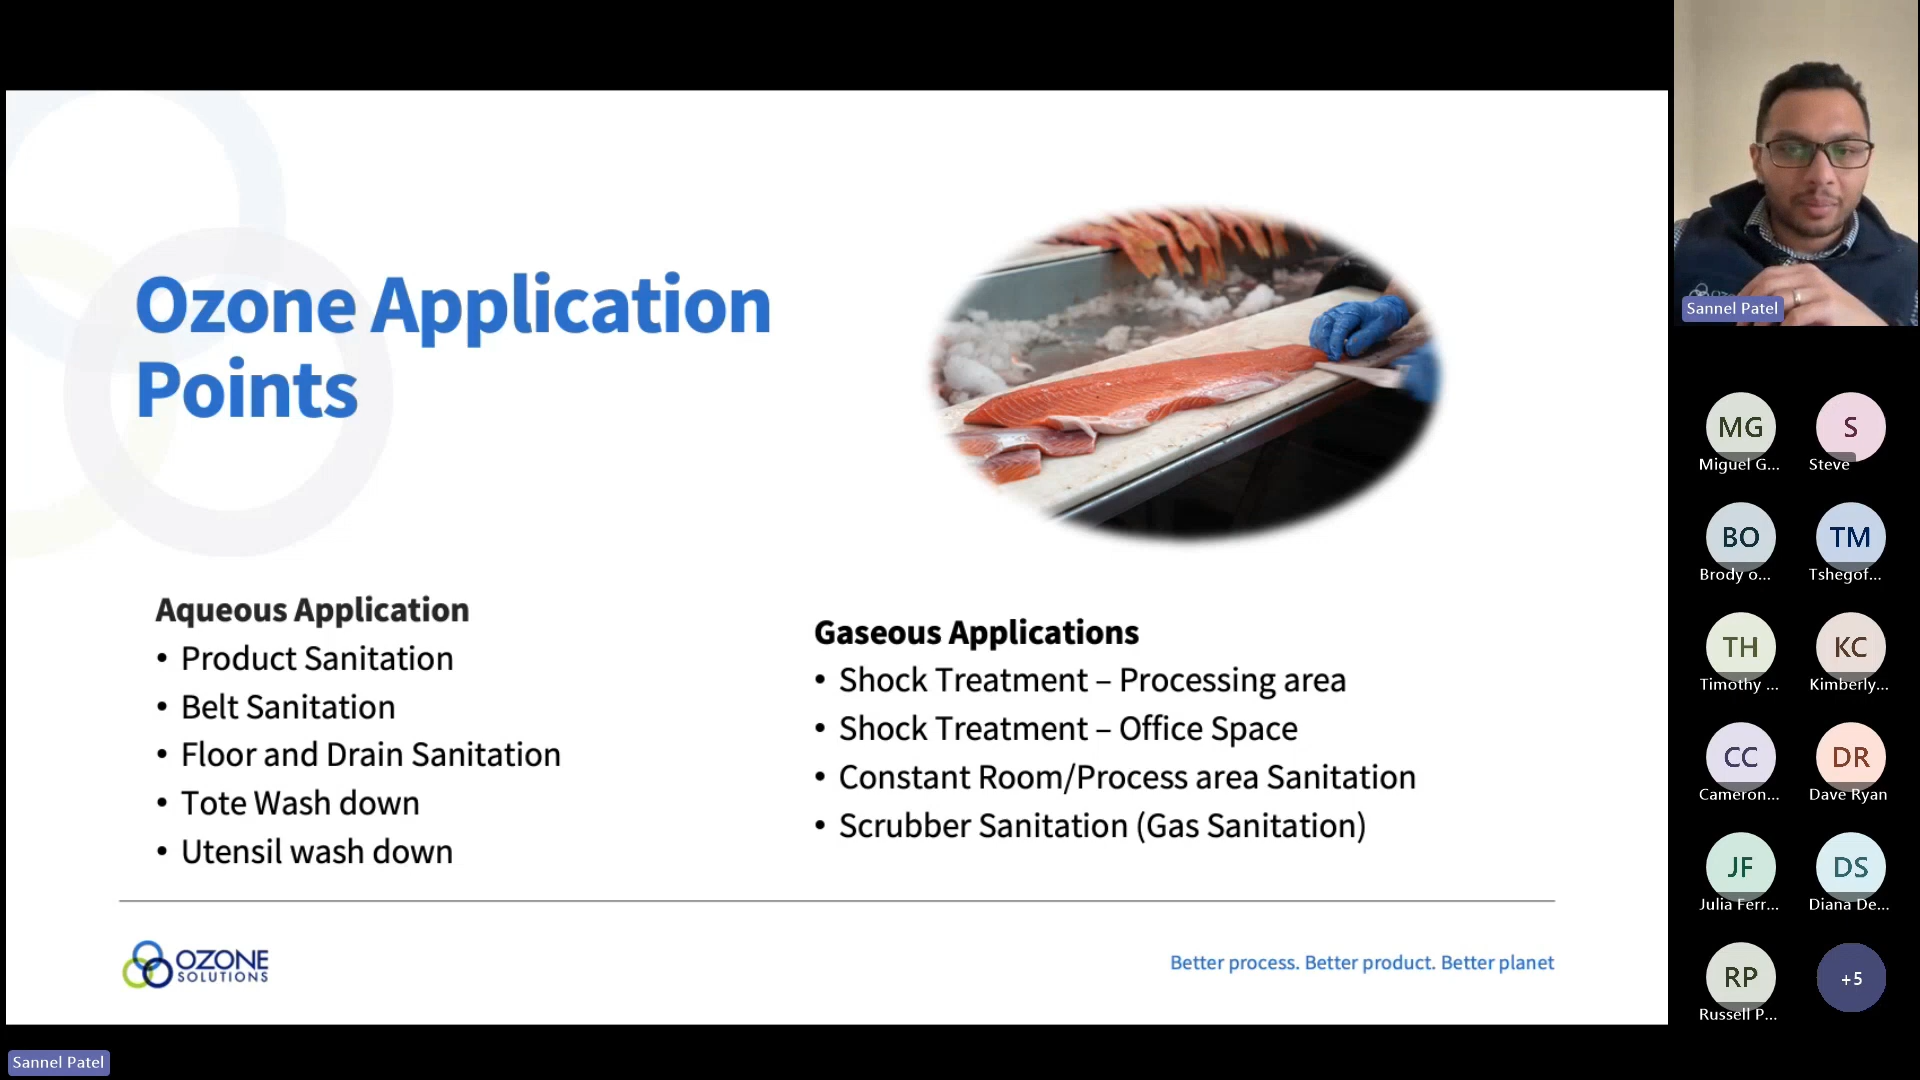 Ozone Application
Points
Aqueous Application
• Product Sanitation
• Belt Sanitation
• Floor and Drain Sanitation
• Tote Wash down
• Utensil wash down
Gaseous Applications
• Shock Treatment – Processing area
• Shock Treatment – Office Space
• Constant Room/Process area Sanitation
• Scrubber Sanitation (Gas Sanitation)
OZONE
SOLUTIONS
Better process. Better product. Better planet
Sannel Patel
Sannel Patel
MG
Miguel G...
S
Steve
BO
Brody o...
TM
Tshegof...
TH
Timothy ...
KC
Kimberly...
CC
Cameron...
DR
Dave Ryan
JF
Julia Ferr...
DS
Diana De...
RP
Russell P...
+5